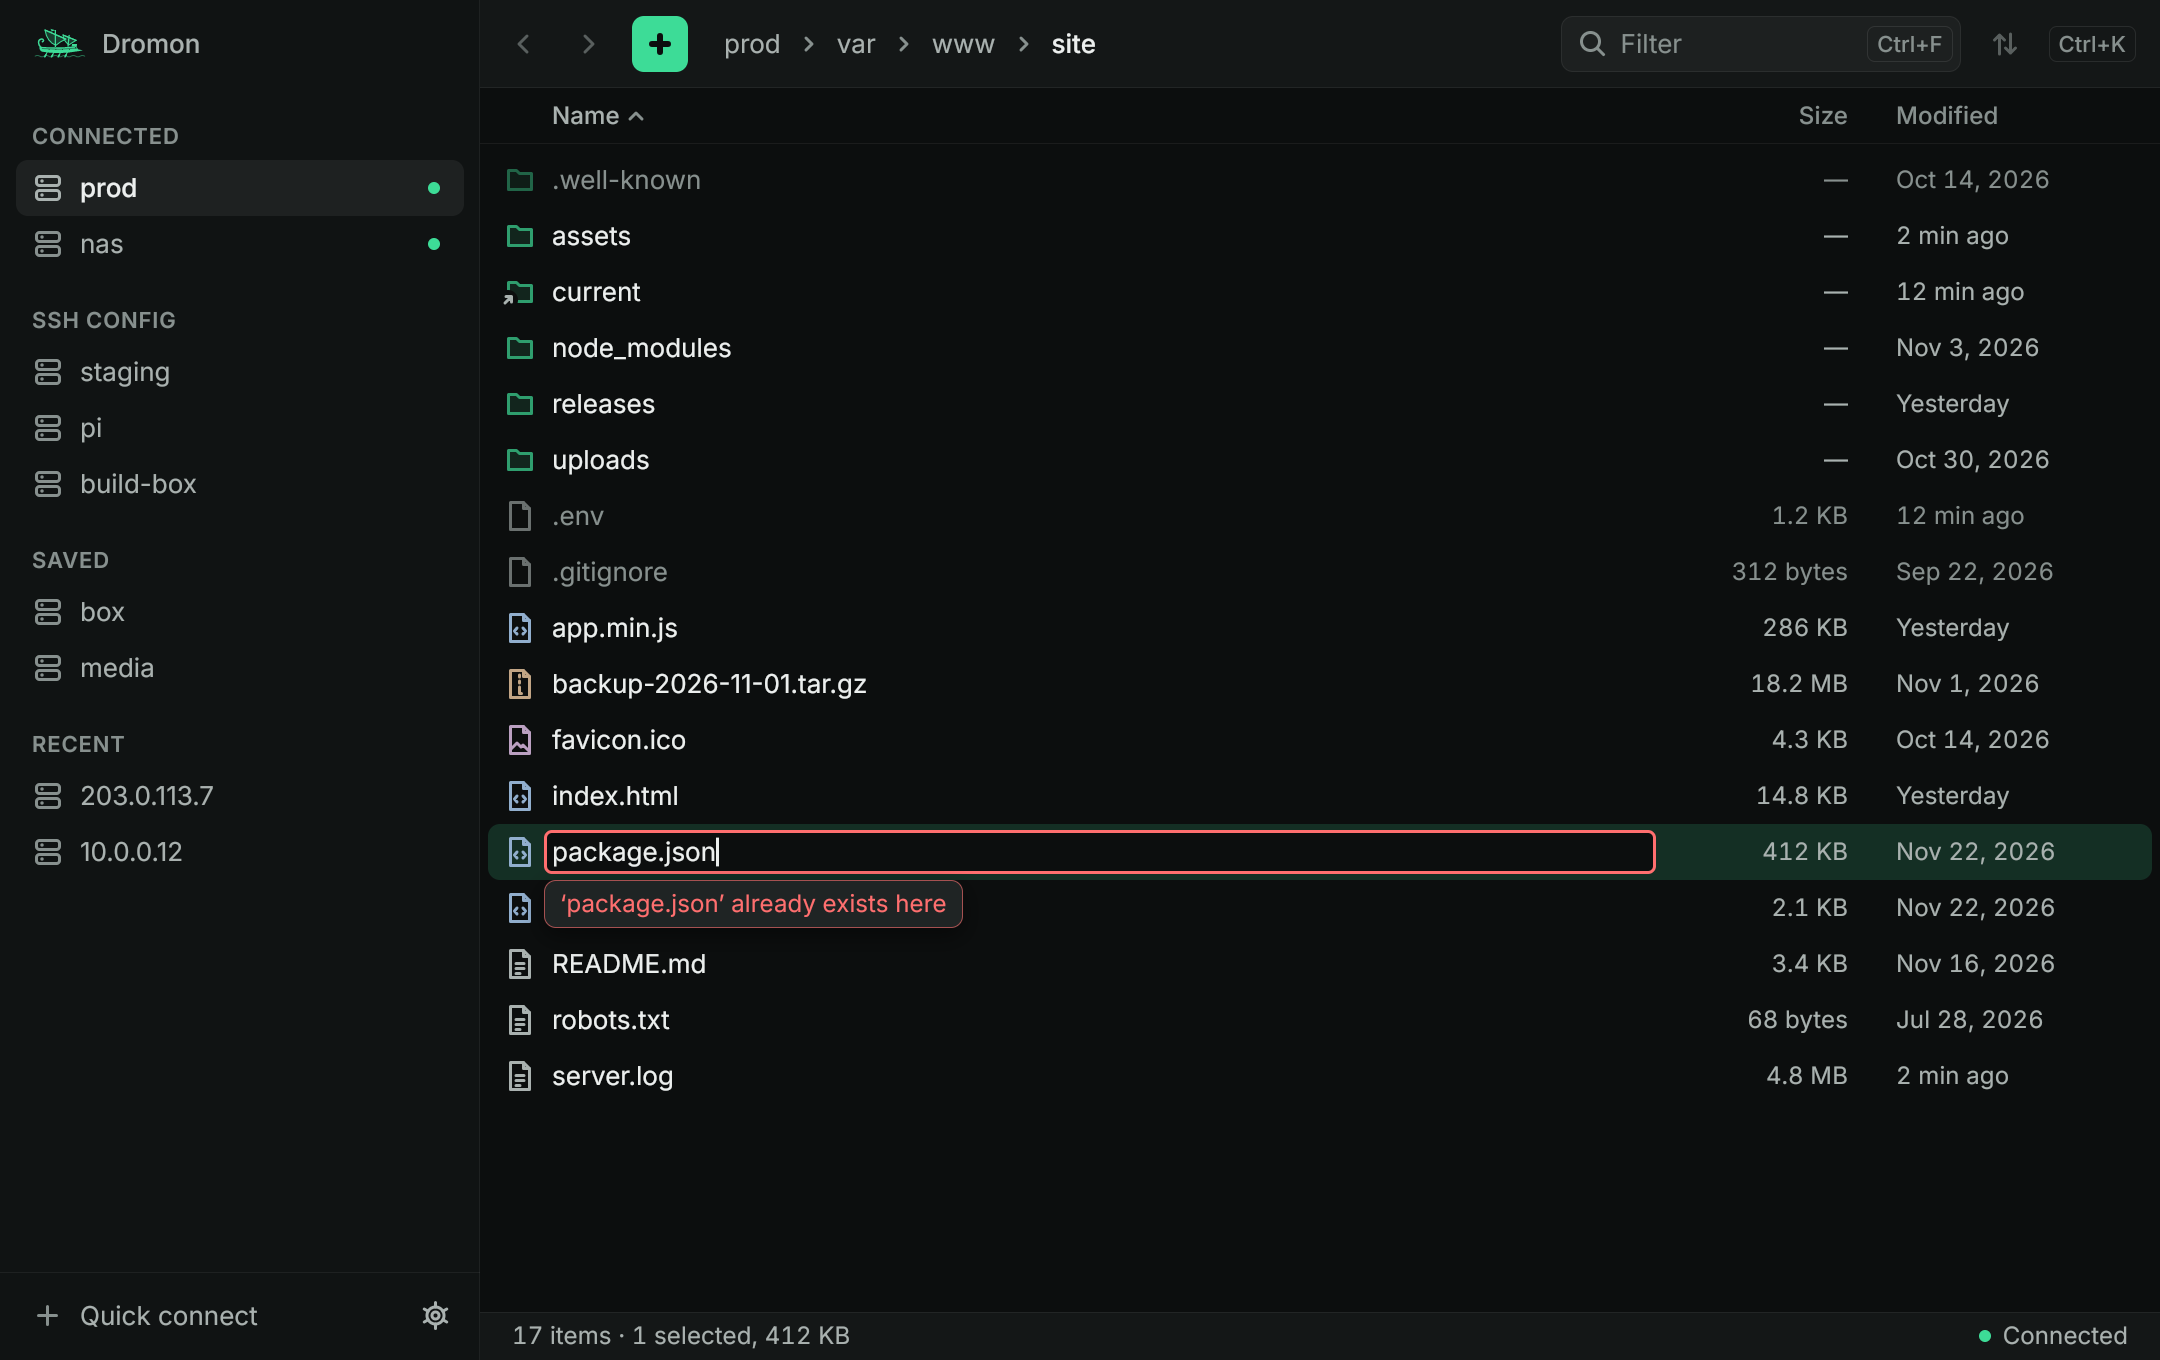 Dromon
CONNECTED
prod
nas
SSH CONFIG
staging
pi
build-box
SAVED
box
media
RECENT
203.0.113.7
10.0.0.12
Quick connect
prod var www site
Filter Ctrl+F Ctrl+K
Name Size Modified
.well-known — Oct 14, 2026
assets — 2 min ago
current — 12 min ago
node_modules — Nov 3, 2026
releases — Yesterday
uploads — Oct 30, 2026
.env 1.2 KB 12 min ago
.gitignore 312 bytes Sep 22, 2026
app.min.js 286 KB Yesterday
backup-2026-11-01.tar.gz 18.2 MB Nov 1, 2026
favicon.ico 4.3 KB Oct 14, 2026
index.html 14.8 KB Yesterday
package.json 412 KB Nov 22, 2026
‘package.json’ already exists here 2.1 KB Nov 22, 2026
README.md 3.4 KB Nov 16, 2026
robots.txt 68 bytes Jul 28, 2026
server.log 4.8 MB 2 min ago
17 items · 1 selected, 412 KB Connected